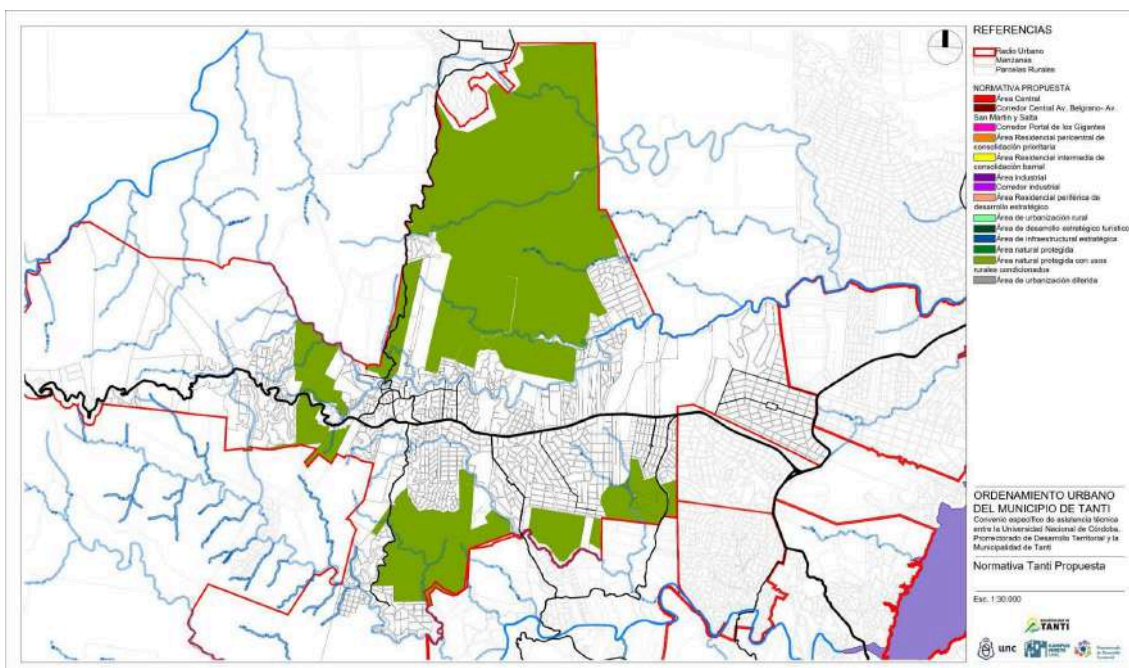 REFERENCIAS
Radio Urbano
Manzanas
Parcelas Rurales
NORMATIVA PROPUESTA
Área Central
Corredor Central Av. Belgrano- Av.
San Martin y Salta
Corredor Portal de los Gigantes
Área Residencial pericentral de
consolidación prioritaria
Área Residencial intermedia de
consolidación barrial
Área industrial
Corredor industrial
Área Residencial periférica de
desarrollo estratégico
Área de urbanización rural
Área de desarrollo estratégico turístico
Área de infraestructural estratégica
Área natural protegida
Área natural protegida con usos
rurales condicionados
Área de urbanización diferida
ORDENAMIENTO URBANO
DEL MUNICIPIO DE TANTI
Convenio específico de asistencia técnica
entre la Universidad Nacional de Córdoba,
Prorrectorado de Desarrollo Territorial y la
Municipalidad de Tanti
Normativa Tanti Propuesta
Esc. 1:30.000
TANTI
unc